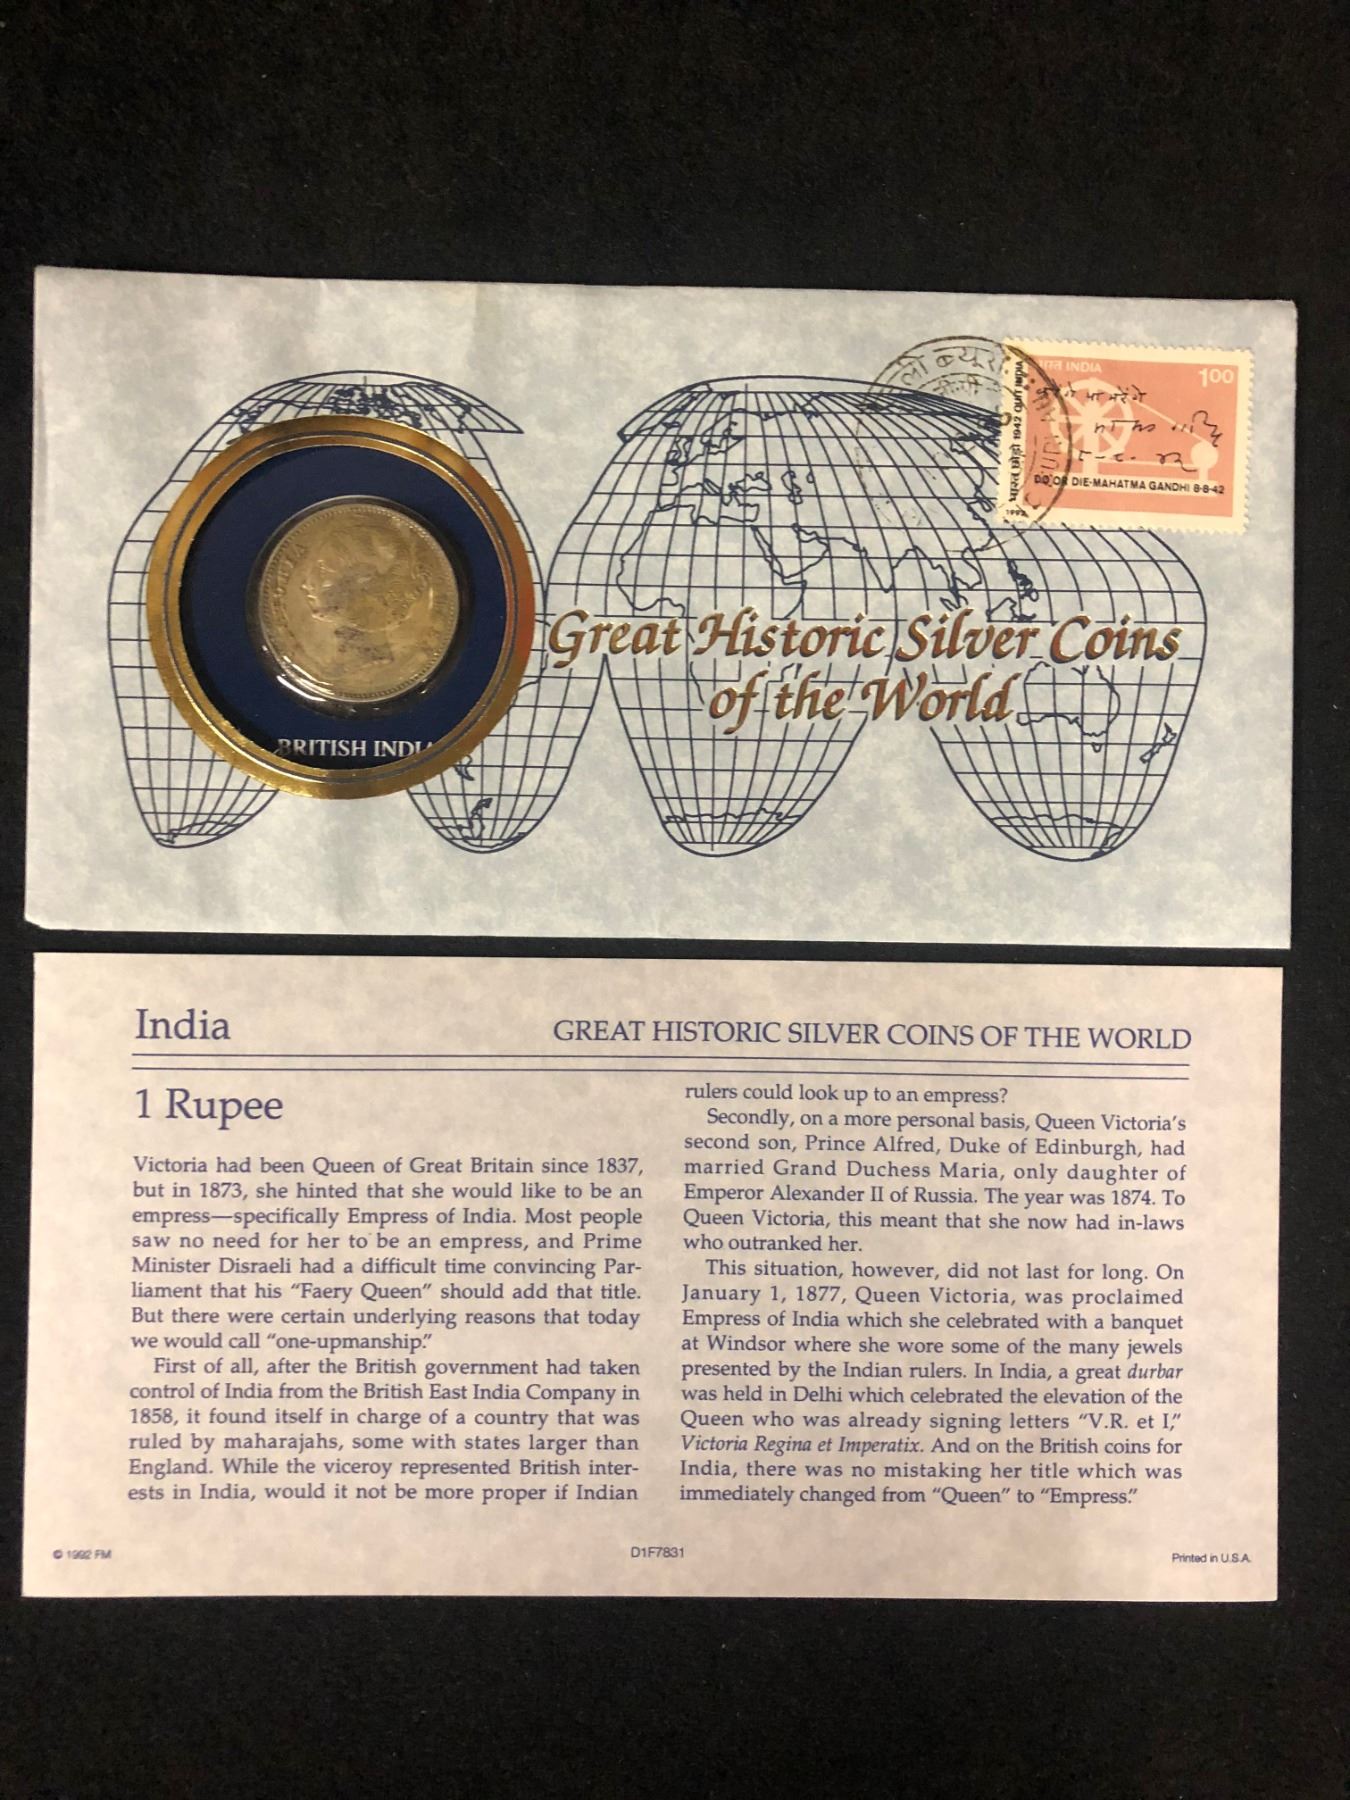 ली ब्यूरो
भारत INDIA
100
भारत छोड़ो 1942 QUIT INDIA
DO OR DIE-MAHATMA GANDHI 8-8-42
1992
VICTORIA
BRITISH INDIA
Great Historic Silver Coins
of the World
India
GREAT HISTORIC SILVER COINS OF THE WORLD
1 Rupee
Victoria had been Queen of Great Britain since 1837,
but in 1873, she hinted that she would like to be an
empress—specifically Empress of India. Most people
saw no need for her to be an empress, and Prime
Minister Disraeli had a difficult time convincing Par-
liament that his “Faery Queen” should add that title.
But there were certain underlying reasons that today
we would call “one-upmanship.”
First of all, after the British government had taken
control of India from the British East India Company in
1858, it found itself in charge of a country that was
ruled by maharajahs, some with states larger than
England. While the viceroy represented British inter-
ests in India, would it not be more proper if Indian
rulers could look up to an empress?
Secondly, on a more personal basis, Queen Victoria’s
second son, Prince Alfred, Duke of Edinburgh, had
married Grand Duchess Maria, only daughter of
Emperor Alexander II of Russia. The year was 1874. To
Queen Victoria, this meant that she now had in-laws
who outranked her.
This situation, however, did not last for long. On
January 1, 1877, Queen Victoria, was proclaimed
Empress of India which she celebrated with a banquet
at Windsor where she wore some of the many jewels
presented by the Indian rulers. In India, a great durbar
was held in Delhi which celebrated the elevation of the
Queen who was already signing letters “V.R. et I,”
Victoria Regina et Imperatix. And on the British coins for
India, there was no mistaking her title which was
immediately changed from “Queen” to “Empress.”
© 1992 FM
D1F7831
Printed in U.S.A.